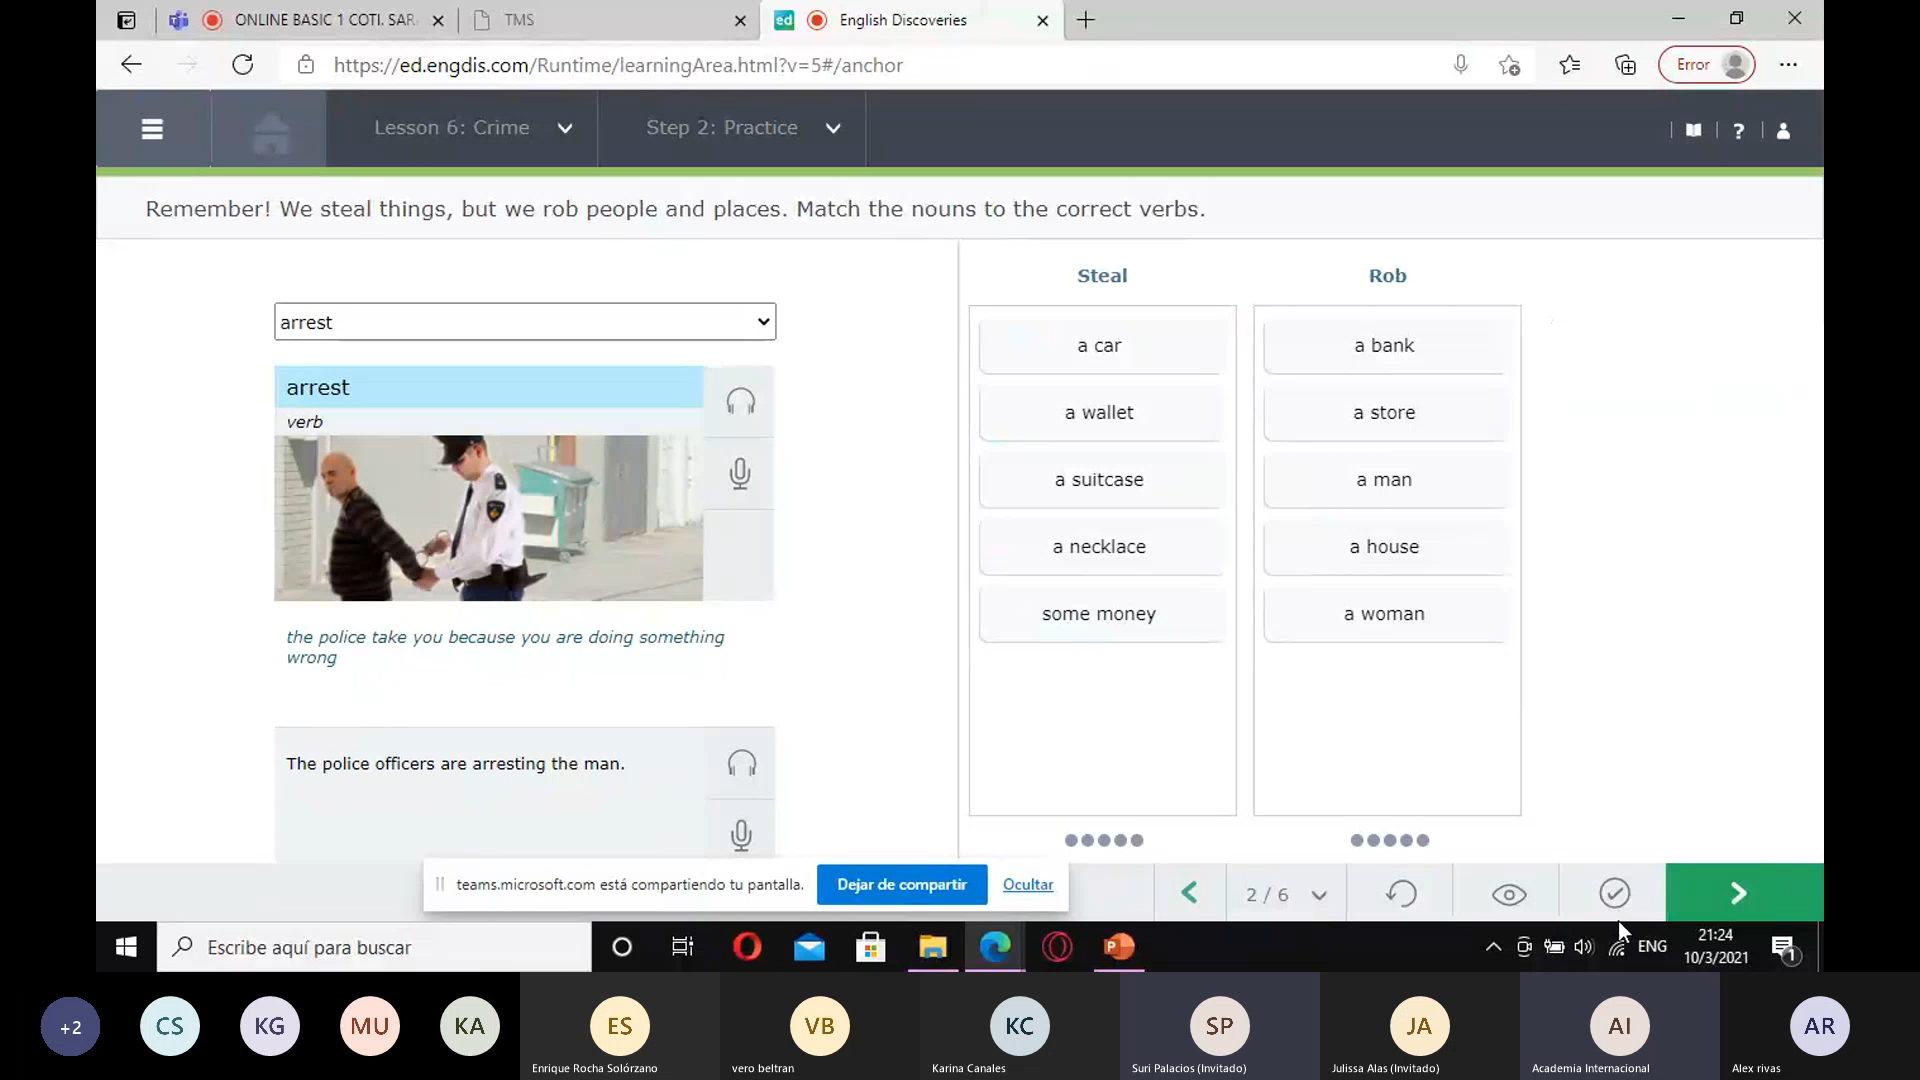 ONLINE BASIC 1 COTI. SAR
TMS
ed
English Discoveries
https://ed.engdis.com/Runtime/learningArea.html?v=5#/anchor
Error
Lesson 6: Crime
Step 2: Practice
?
Remember! We steal things, but we rob people and places. Match the nouns to the correct verbs.
arrest
arrest
verb
the police take you because you are doing something
wrong
The police officers are arresting the man.
Steal
Rob
a car
a bank
a wallet
a store
a suitcase
a man
a necklace
a house
some money
a woman
teams.microsoft.com está compartiendo tu pantalla.
Dejar de compartir
Ocultar
2 / 6
Escribe aquí para buscar
ENG
21:24
10/3/2021
1
+2
CS
KG
MU
KA
ES
VB
KC
SP
JA
AI
AR
Enrique Rocha Solórzano
vero beltran
Karina Canales
Suri Palacios (Invitado)
Julissa Alas (Invitado)
Academia Internacional
Alex rivas